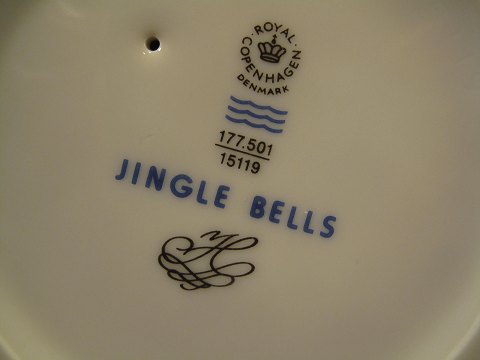 ROYAL
COPENHAGEN
DENMARK
177.501
15119
JINGLE BELLS